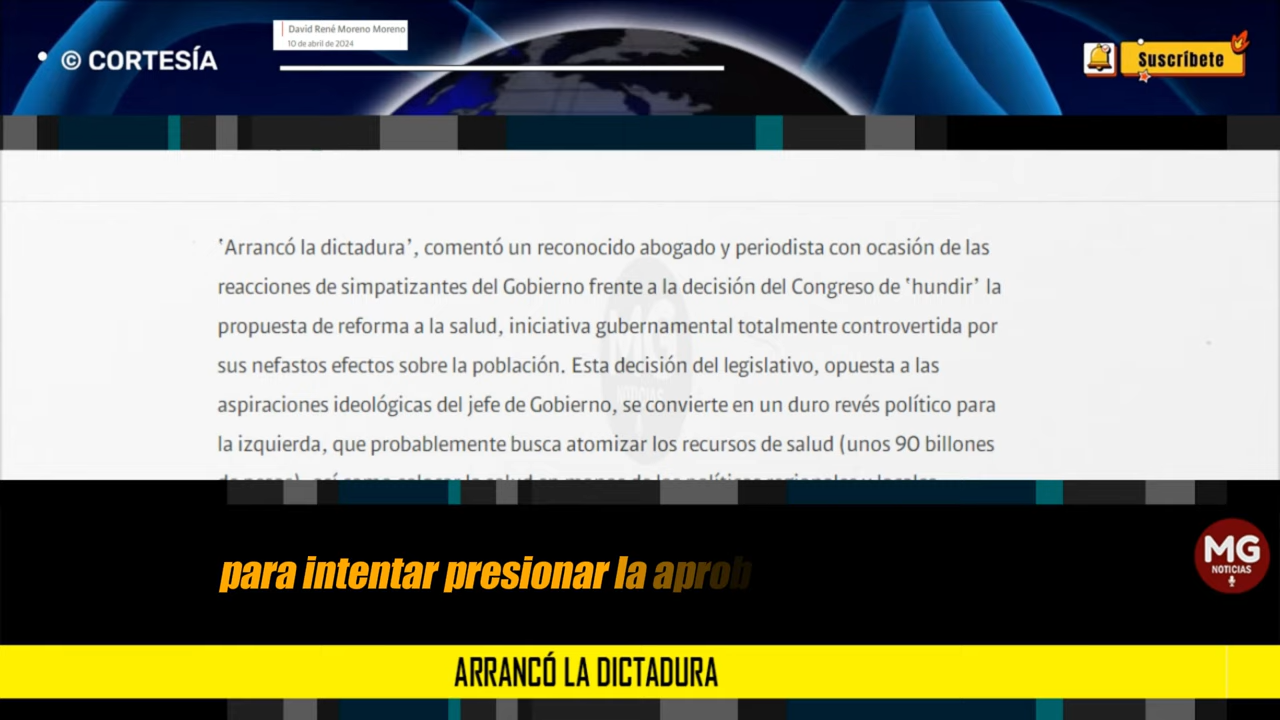 David René Moreno Moreno
10 de abril de 2024
© CORTESÍA
Suscríbete
‘Arrancó la dictadura’, comentó un reconocido abogado y periodista con ocasión de las
reacciones de simpatizantes del Gobierno frente a la decisión del Congreso de ‘hundir’ la
propuesta de reforma a la salud, iniciativa gubernamental totalmente controvertida por
sus nefastos efectos sobre la población. Esta decisión del legislativo, opuesta a las
aspiraciones ideológicas del jefe de Gobierno, se convierte en un duro revés político para
la izquierda, que probablemente busca atomizar los recursos de salud (unos 90 billones
para intentar presionar la aprob
MG
NOTICIAS
ARRANCÓ LA DICTADURA